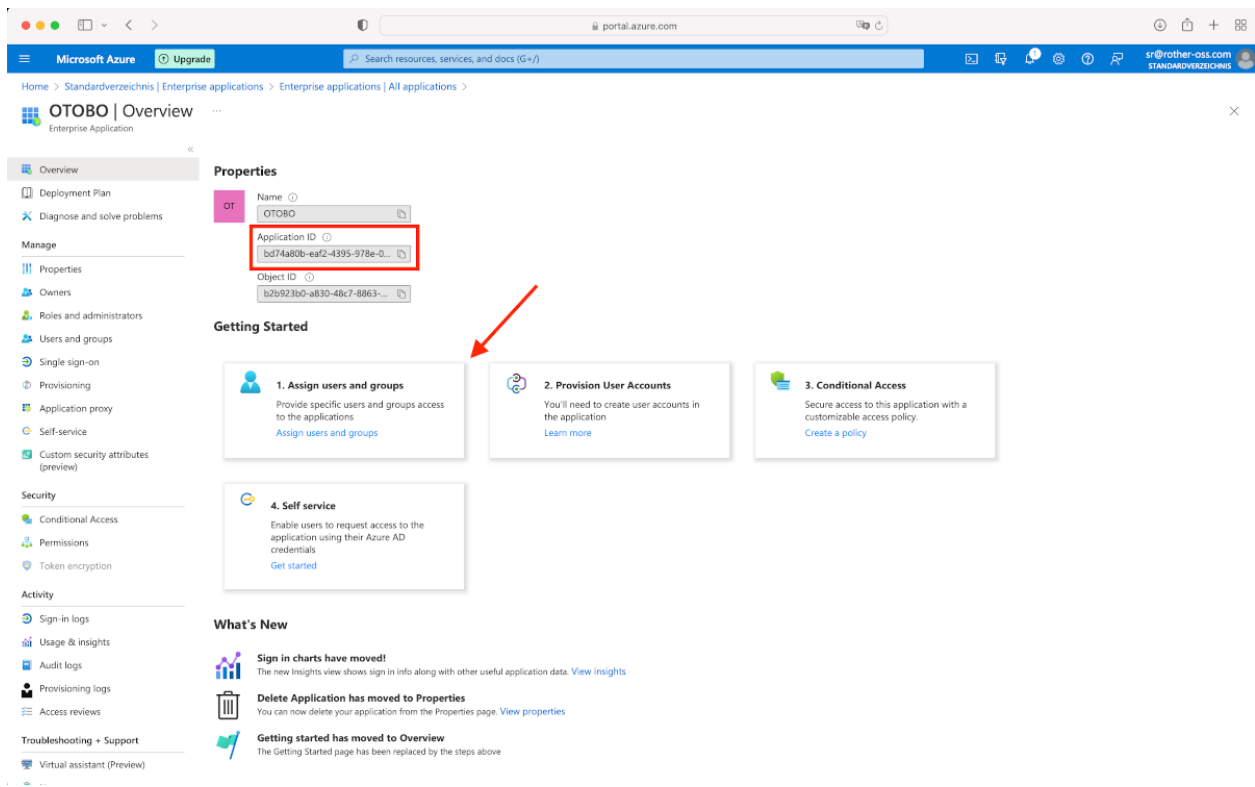 portal.azure.com
Microsoft Azure
Upgrade
Search resources, services, and docs (G+/)
1
sr@rother-oss.com
STANDARDVERZEICHNIS
Home > Standardverzeichnis | Enterprise applications > Enterprise applications | All applications >
OTOBO | Overview ...
Enterprise Application
Overview
Deployment Plan
Diagnose and solve problems
Manage
Properties
Owners
Roles and administrators
Users and groups
Single sign-on
Provisioning
Application proxy
Self-service
Custom security attributes
(preview)
Security
Conditional Access
Permissions
Token encryption
Activity
Sign-in logs
Usage & insights
Audit logs
Provisioning logs
Access reviews
Troubleshooting + Support
Virtual assistant (Preview)
Properties
OT
Name
OTOBO
Application ID
bd74a80b-eaf2-4395-978e-0...
Object ID
b2b923b0-a830-48c7-8863-...
Getting Started
1. Assign users and groups
Provide specific users and groups access
to the applications
Assign users and groups
2. Provision User Accounts
You'll need to create user accounts in
the application
Learn more
3. Conditional Access
Secure access to this application with a
customizable access policy.
Create a policy
4. Self service
Enable users to request access to the
application using their Azure AD
credentials
Get started
What's New
Sign in charts have moved!
The new Insights view shows sign in info along with other useful application data. View insights
Delete Application has moved to Properties
You can now delete your application from the Properties page. View properties
Getting started has moved to Overview
The Getting Started page has been replaced by the steps above